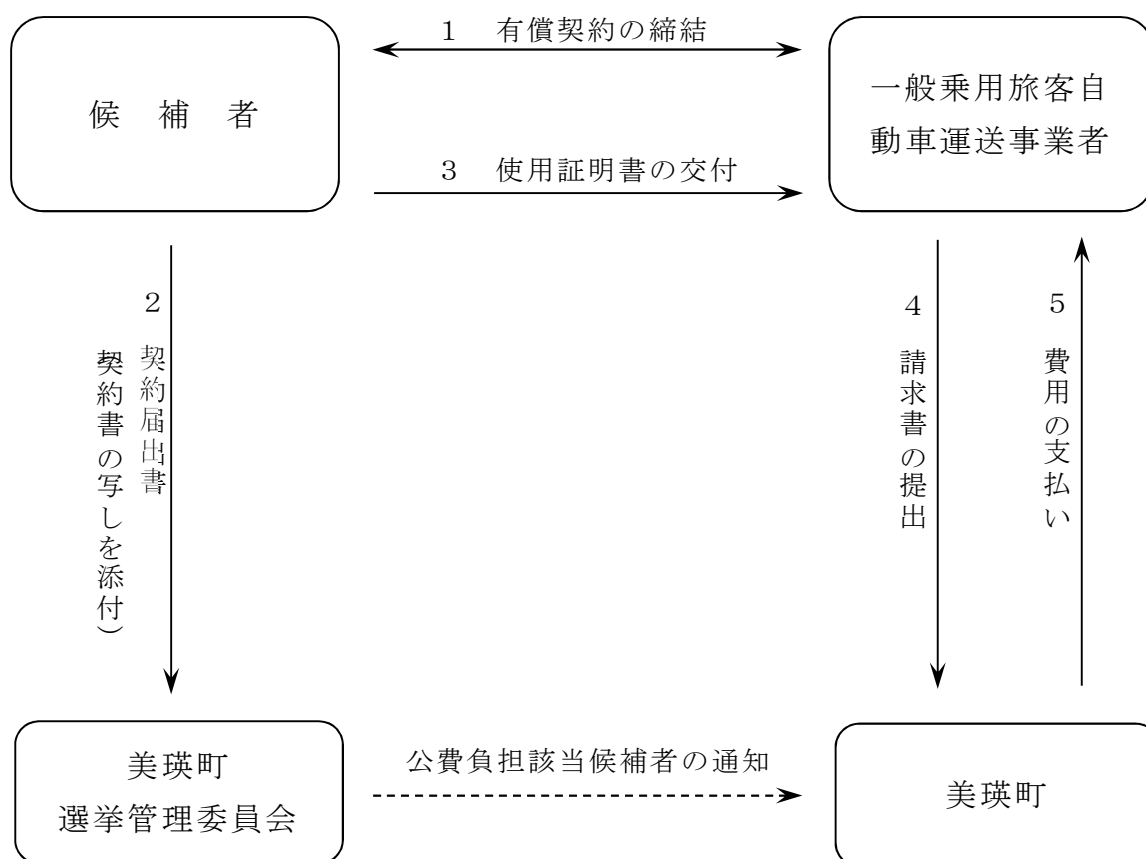 1 有償契約の締結
候 補 者
一般乗用旅客自
動車運送事業者
3 使用証明書の交付
2 契約届出書
(契約書の写しを添付)
4 請求書の提出
5 費用の支払い
美瑛町
選挙管理委員会
公費負担該当候補者の通知
美瑛町